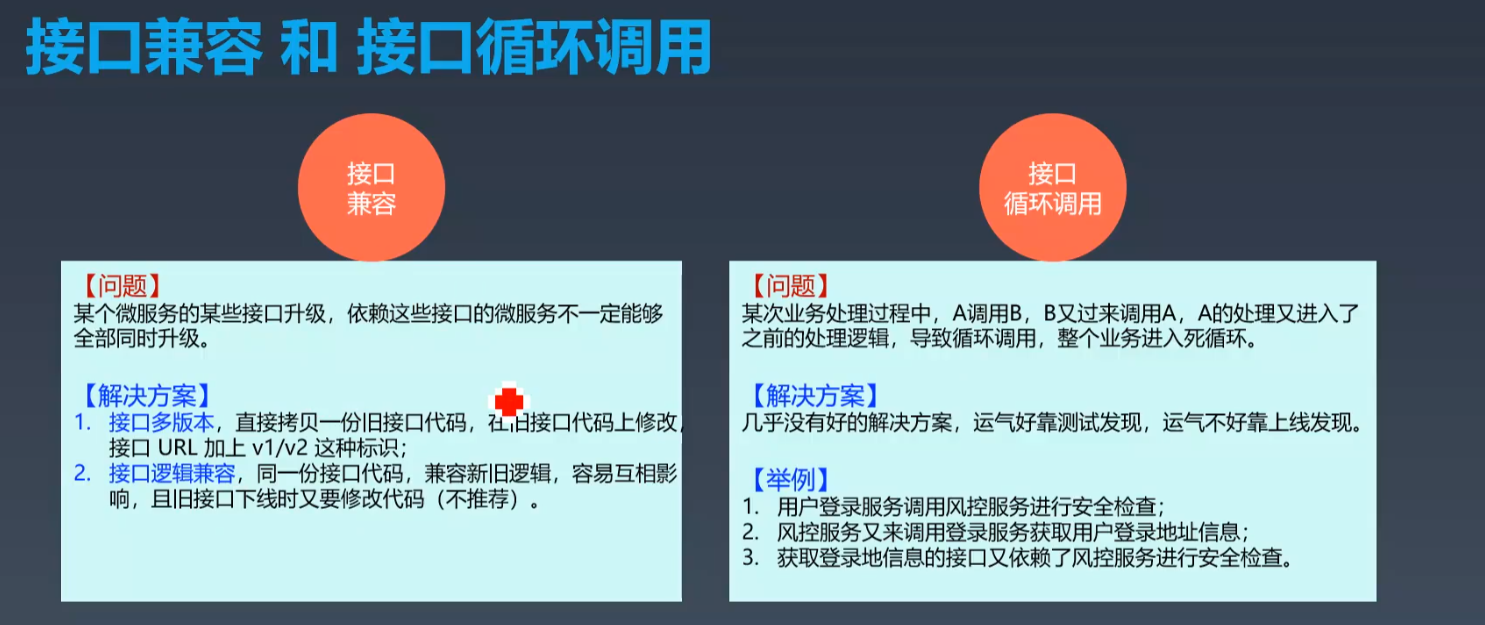 接口兼容 和 接口循环调用
接口
兼容
【问题】
某个微服务的某些接口升级，依赖这些接口的微服务不一定能够
全部同时升级。
【解决方案】
1. 接口多版本，直接拷贝一份旧接口代码，在旧接口代码上修改，
接口 URL 加上 v1/v2 这种标识；
2. 接口逻辑兼容，同一份接口代码，兼容新旧逻辑，容易互相影
响，且旧接口下线时又要修改代码（不推荐）。
接口
循环调用
【问题】
某次业务处理过程中，A调用B，B又过来调用A，A的处理又进入了
之前的处理逻辑，导致循环调用，整个业务进入死循环。
【解决方案】
几乎没有好的解决方案，运气好靠测试发现，运气不好靠上线发现。
【举例】
1. 用户登录服务调用风控服务进行安全检查；
2. 风控服务又来调用登录服务获取用户登录地址信息；
3. 获取登录地信息的接口又依赖了风控服务进行安全检查。